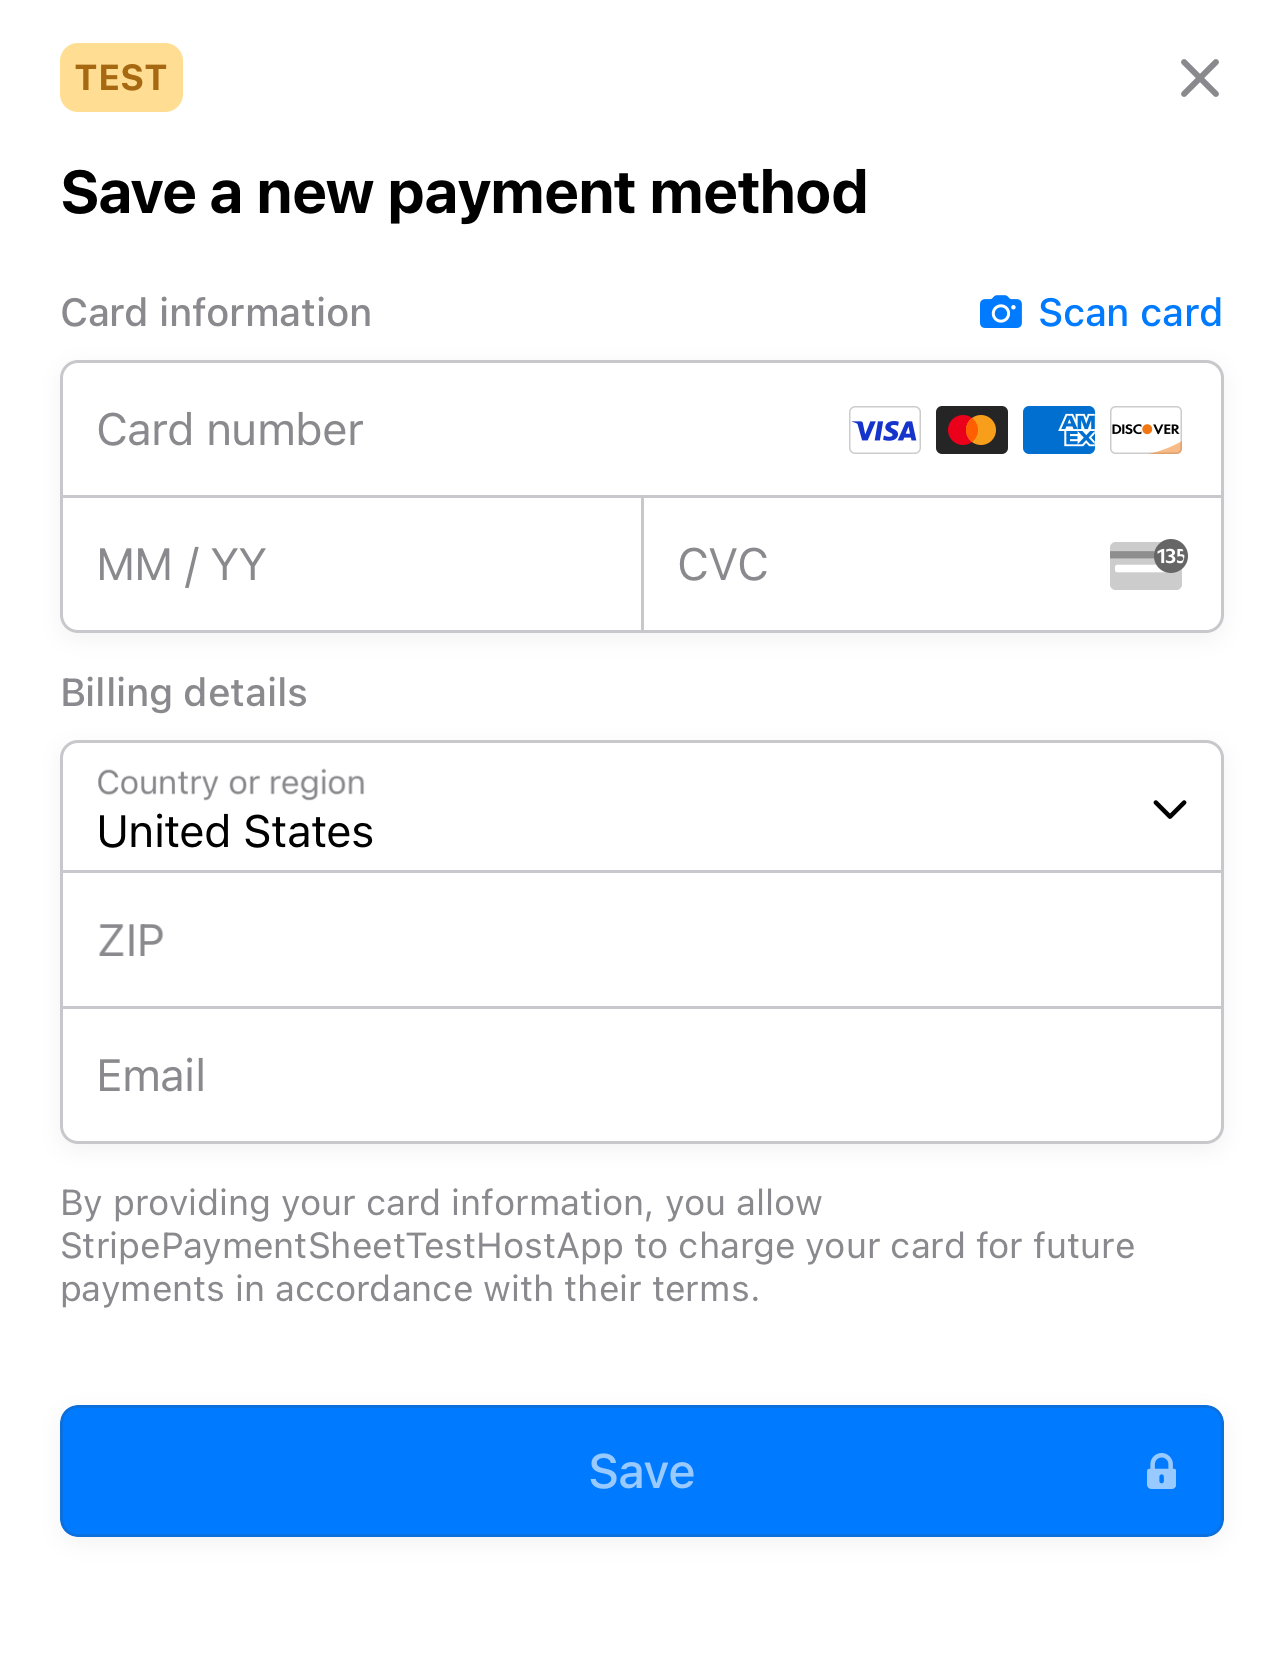 TEST
Save a new payment method
Card information
Scan card
Card number
VISA
AM
EX
DISCOVER
MM / YY
CVC
135
Billing details
Country or region
United States
ZIP
Email
By providing your card information, you allow
StripePaymentSheetTestHostApp to charge your card for future
payments in accordance with their terms.
Save